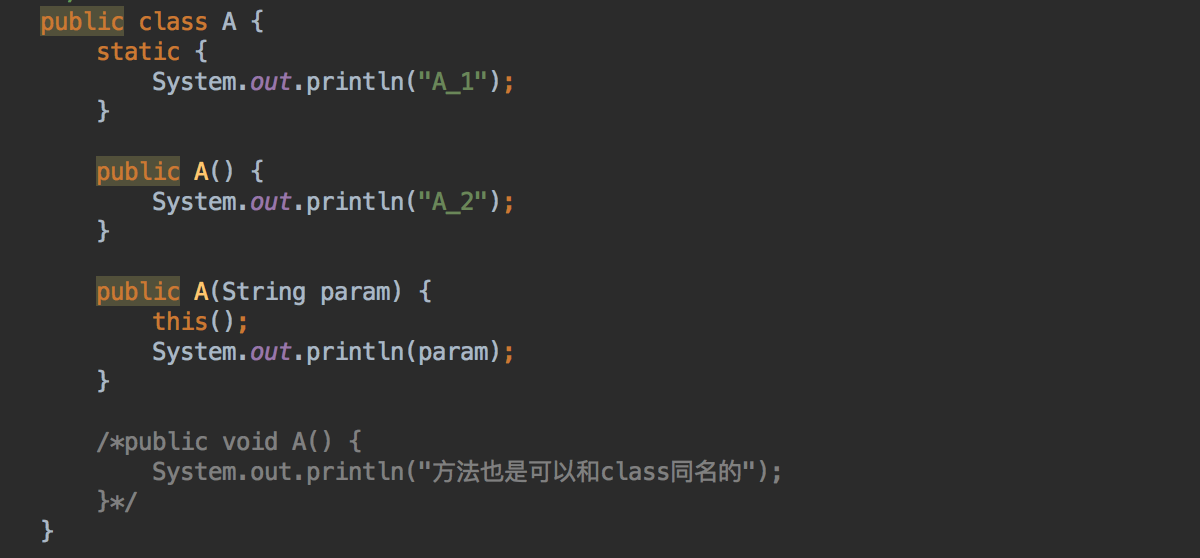 public class A {
    static {
        System.out.println("A_1");
    }

    public A() {
        System.out.println("A_2");
    }

    public A(String param) {
        this();
        System.out.println(param);
    }

    /*public void A() {
        System.out.println("方法也是可以和class同名的");
    }*/
}